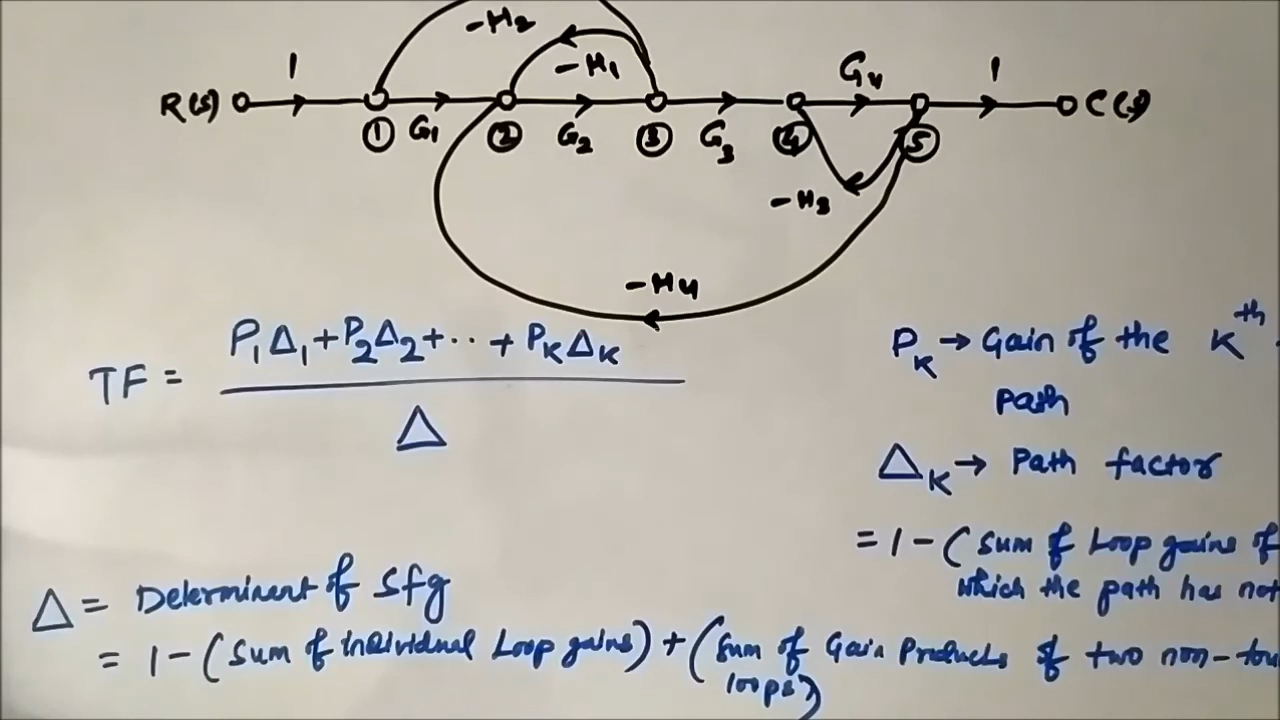 -H₂
1 -H₁ G₄ 1
R(s) C(s)
① G₁ ② G₂ ③ G₃ ④ ⑤
-H₃
-H₄
TF = P₁Δ₁+P₂Δ₂+··+ PₖΔₖ
Δ
Pₖ → Gain of the Kᵗʰ
Path
Δₖ → Path factor
= 1 - (Sum of Loop gains of
which the path has not
Δ = Determinant of Sfg
= 1 - (Sum of individual Loop gains) + (Sum of Gain Products of two non-tou
loops)